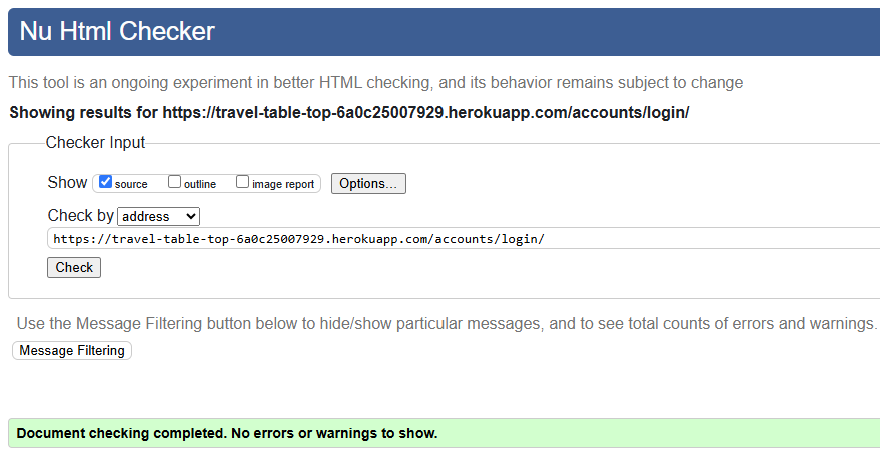 Nu Html Checker
This tool is an ongoing experiment in better HTML checking, and its behavior remains subject to change
Showing results for https://travel-table-top-6a0c25007929.herokuapp.com/accounts/login/
Checker Input
Show source outline image report Options...
Check by address
https://travel-table-top-6a0c25007929.herokuapp.com/accounts/login/
Check
Use the Message Filtering button below to hide/show particular messages, and to see total counts of errors and warnings.
Message Filtering
Document checking completed. No errors or warnings to show.